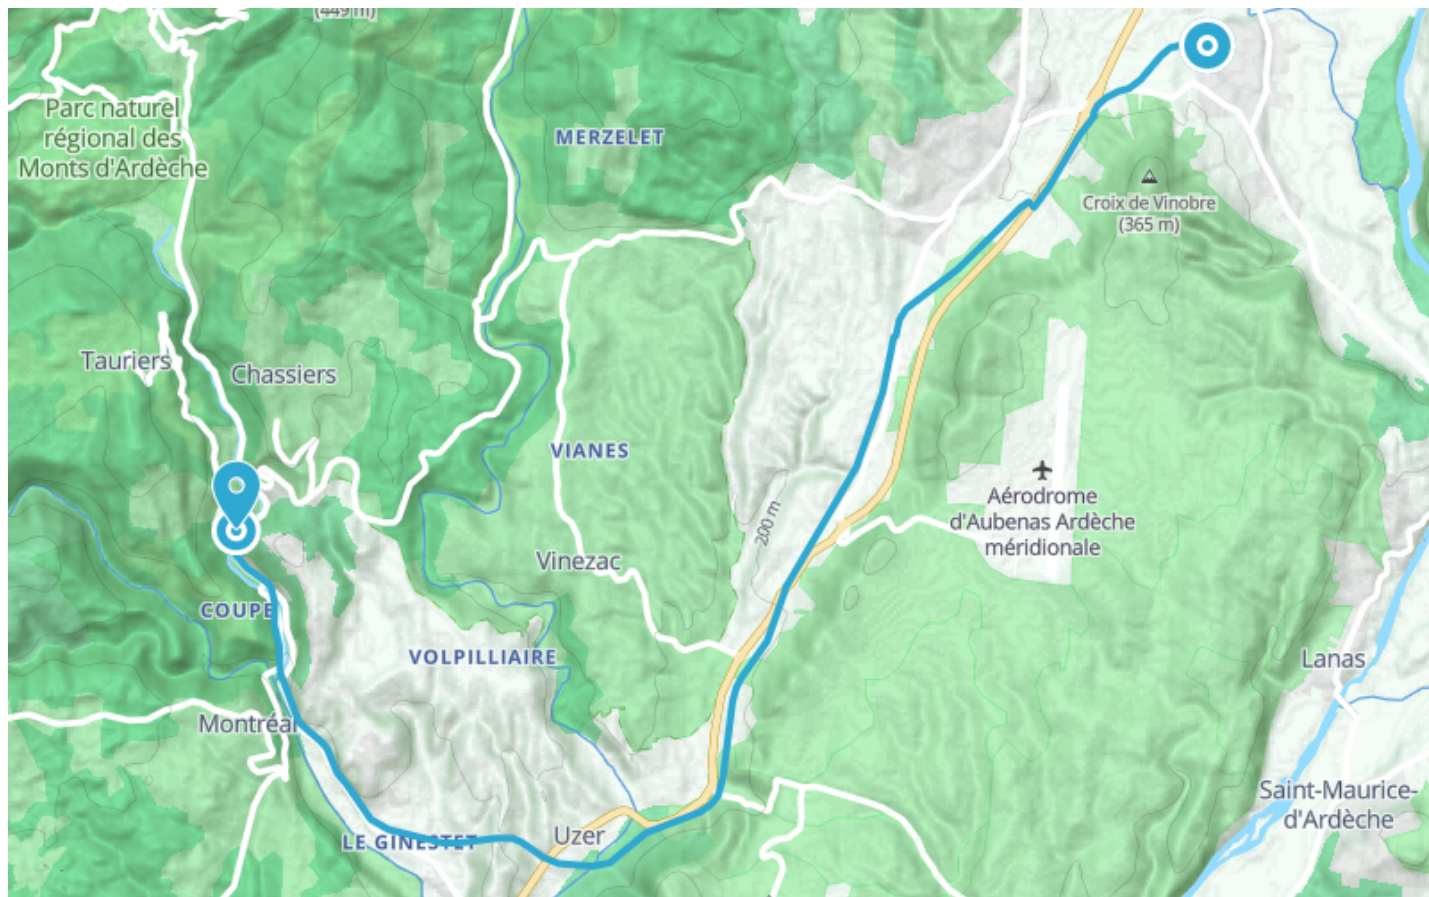 (449 m)
Parc naturel
régional des
Monts d'Ardèche
MERZELET
Croix de Vinobre
(365 m)
Tauriers
Chassiers
VIANES
Aérodrome
d'Aubenas Ardèche
méridionale
200 m
Vinezac
COUPE
VOLPILLIAIRE
Lanas
Montréal
Saint-Maurice-
d'Ardèche
Uzer
LE GINESTET